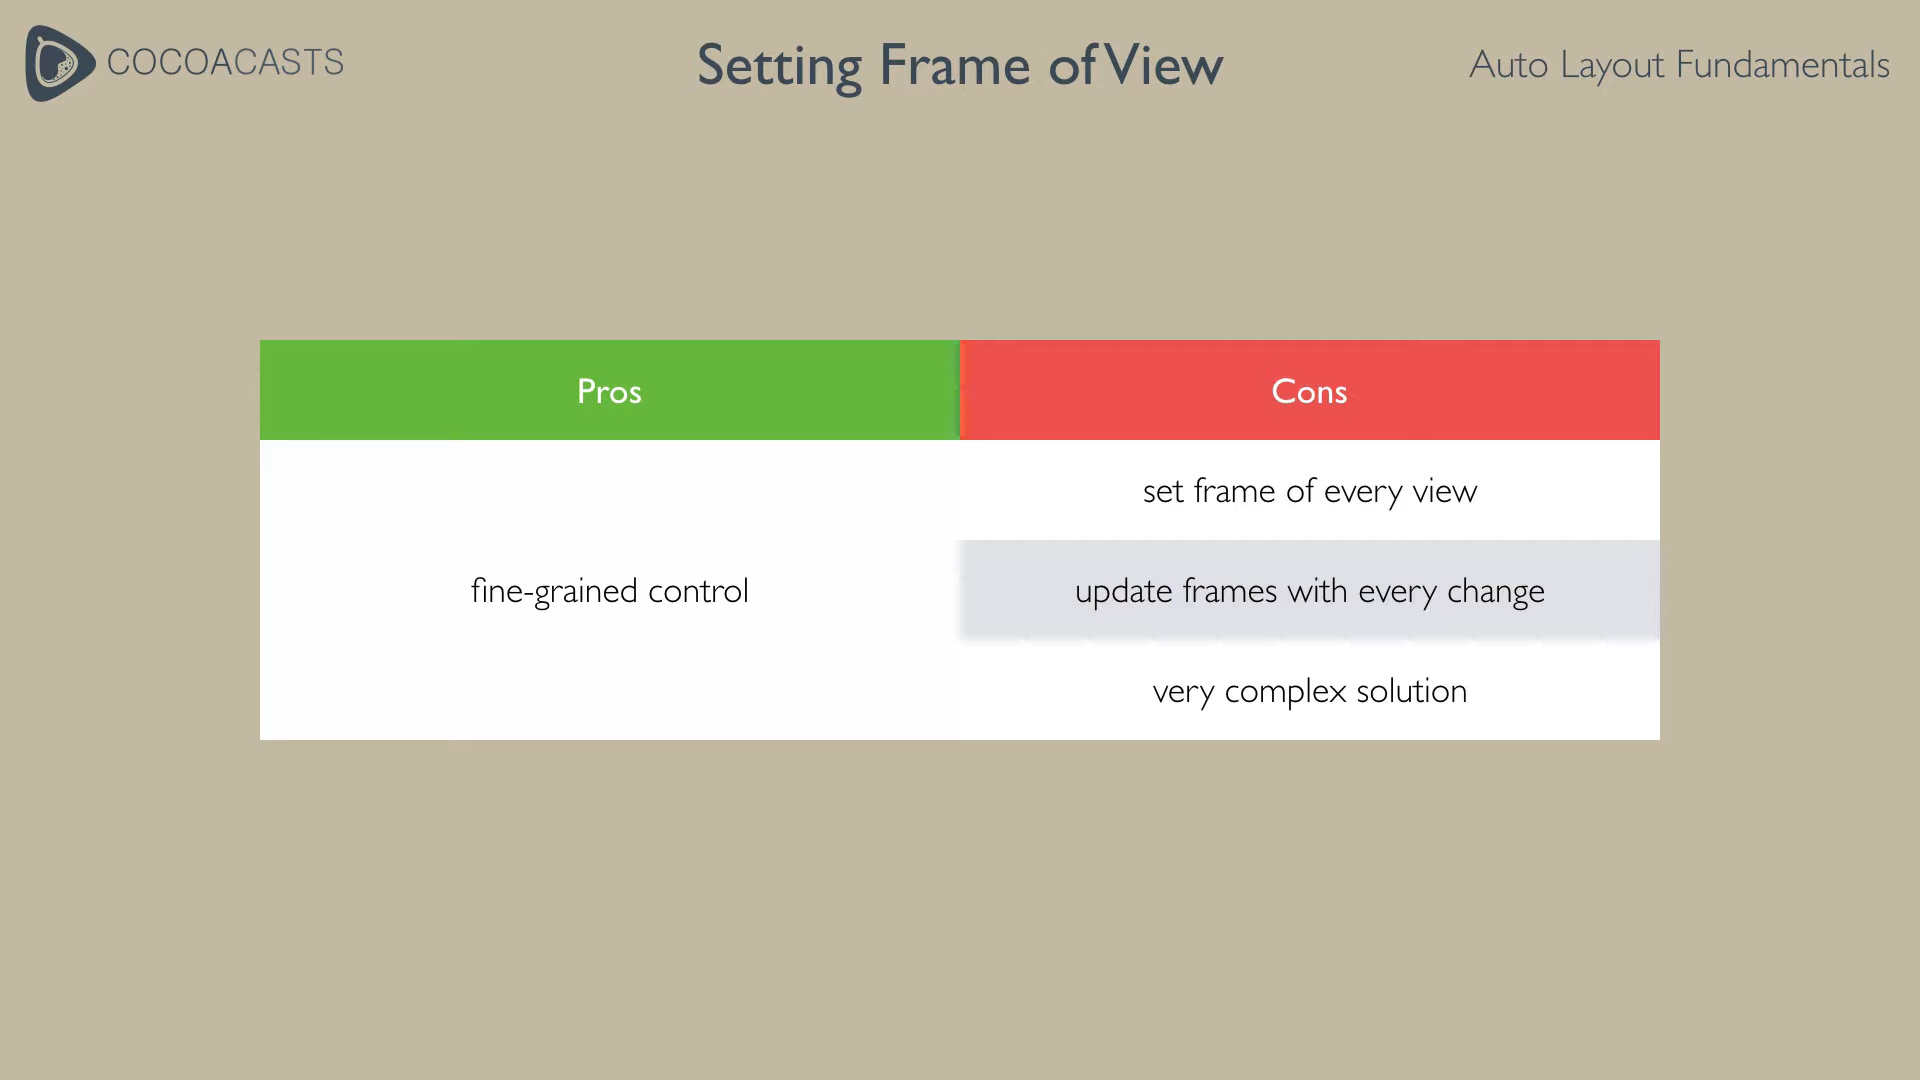 COCOACASTS
Setting Frame of View
Auto Layout Fundamentals
Pros
Cons
fine-grained control
set frame of every view
update frames with every change
very complex solution